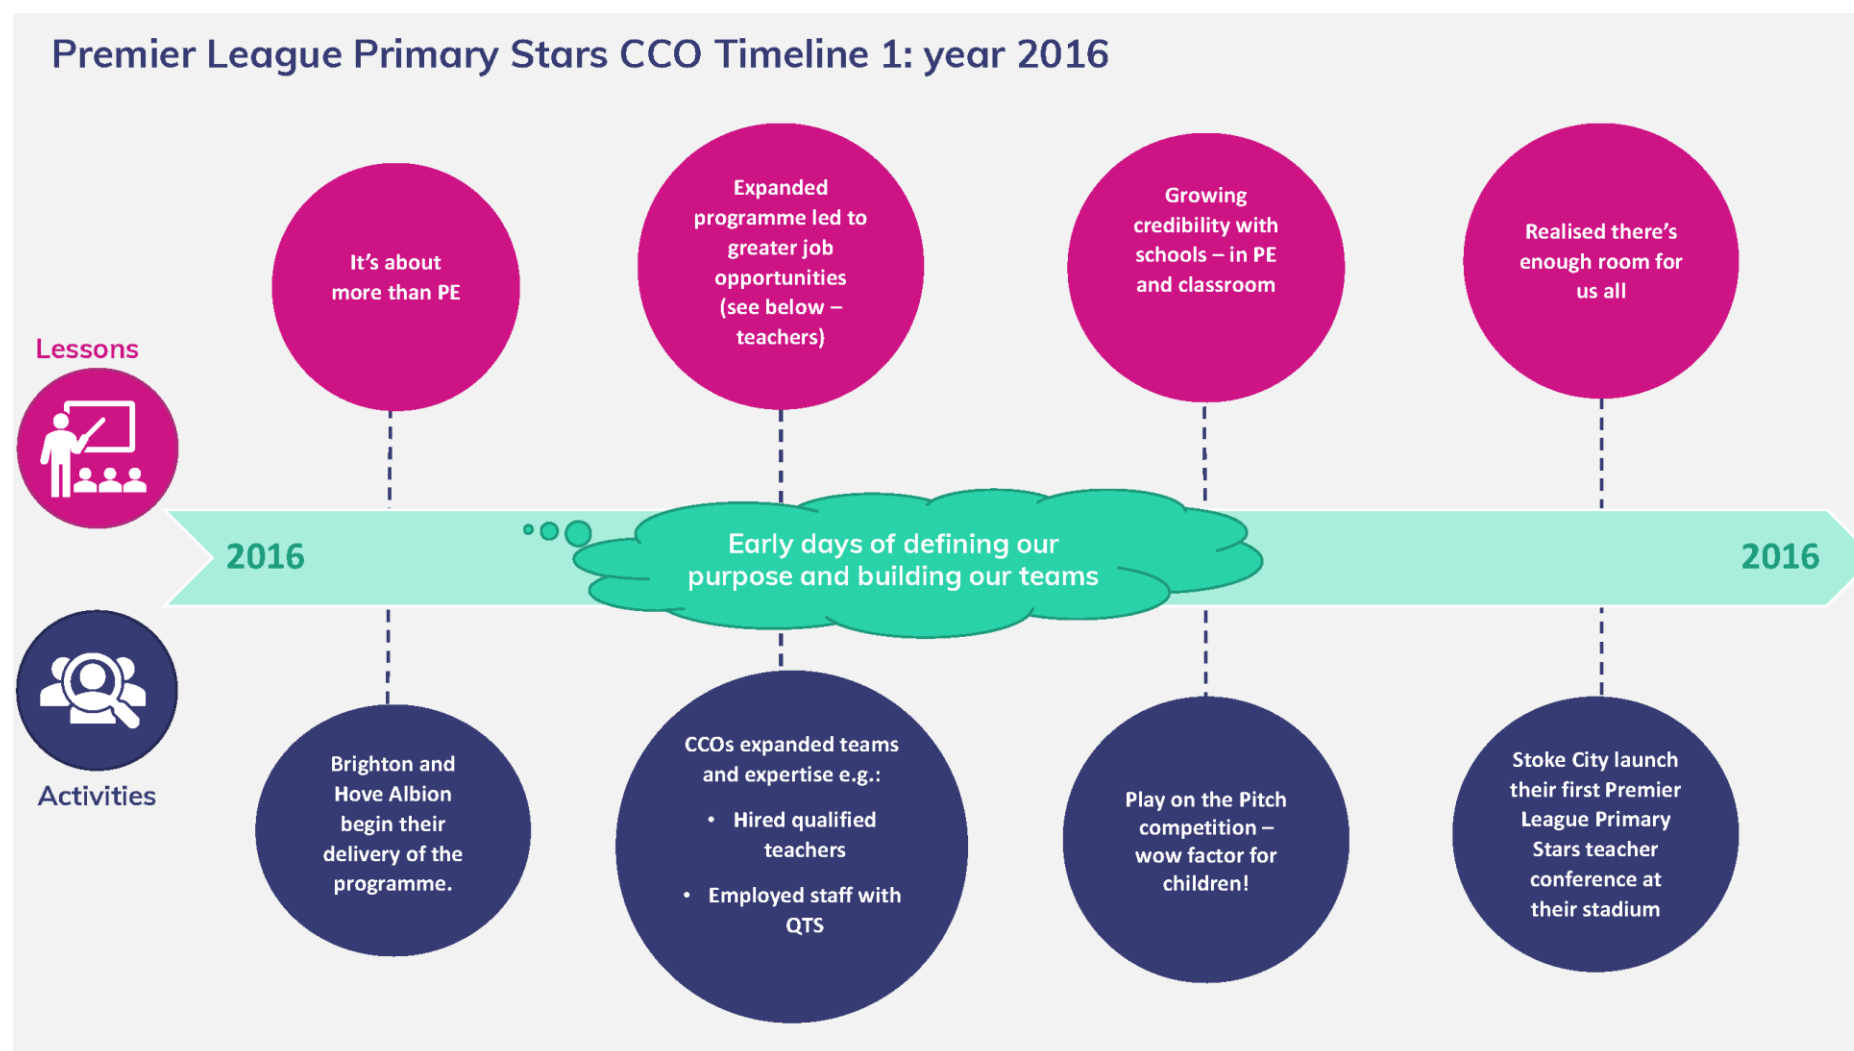 Premier League Primary Stars CCO Timeline 1: year 2016
It's about
more than PE
Expanded
programme led to
greater job
opportunities
(see below –
teachers)
Growing
credibility with
schools – in PE
and classroom
Realised there's
enough room for
us all
Lessons
2016
Early days of defining our
purpose and building our teams
2016
Activities
Brighton and
Hove Albion
begin their
delivery of the
programme.
CCOs expanded teams
and expertise e.g.:
• Hired qualified
teachers
• Employed staff with
QTS
Play on the Pitch
competition –
wow factor for
children!
Stoke City launch
their first Premier
League Primary
Stars teacher
conference at
their stadium